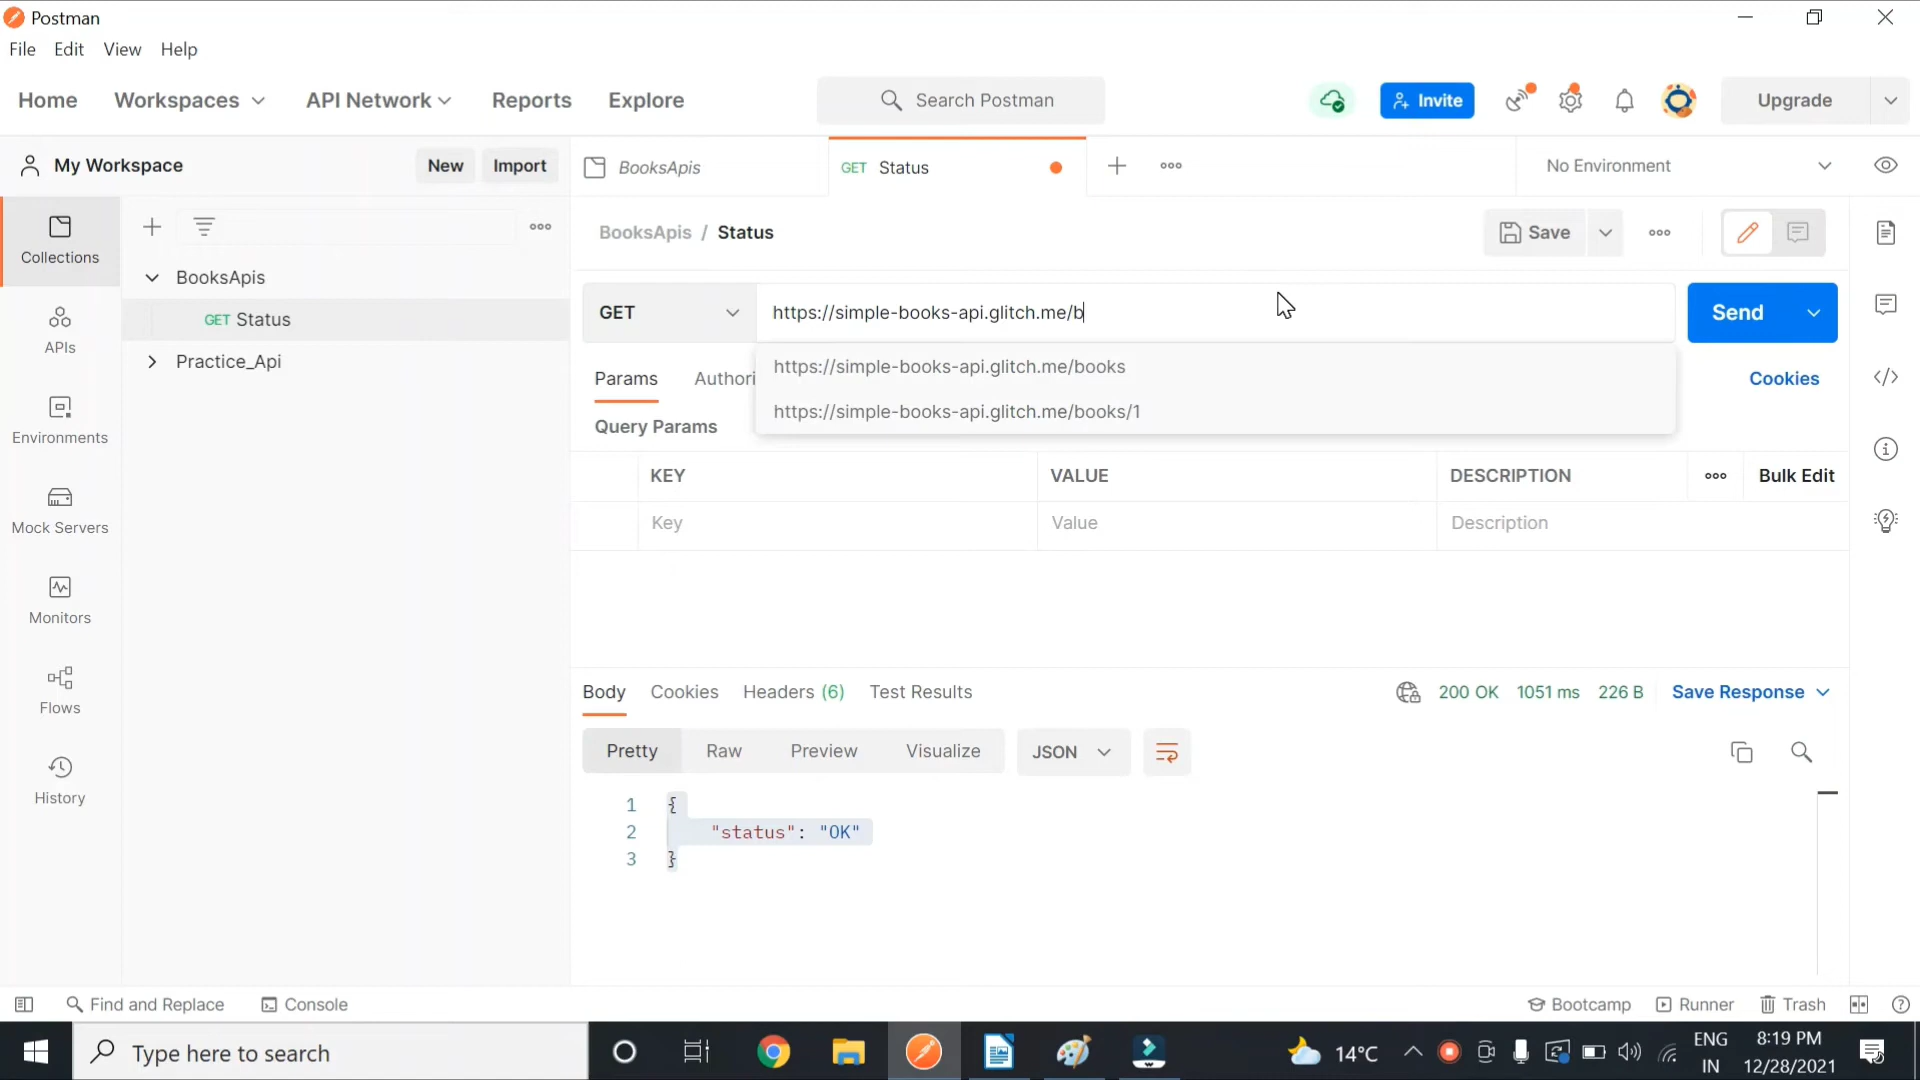 Postman
File Edit View Help
Home Workspaces API Network Reports Explore Search Postman Invite Upgrade
My Workspace New Import BooksApis GET Status No Environment
Collections
BooksApis / Status Save
BooksApis
GET Status
Practice_Api
GET https://simple-books-api.glitch.me/b Send
https://simple-books-api.glitch.me/books
https://simple-books-api.glitch.me/books/1
APIs
Params Authori Cookies
Query Params
Environments
KEY VALUE DESCRIPTION Bulk Edit
Key Value Description
Mock Servers
Monitors
Flows
History
Body Cookies Headers (6) Test Results 200 OK 1051 ms 226 B Save Response
Pretty Raw Preview Visualize JSON
1 {
2 "status": "OK"
3 }
Find and Replace Console Bootcamp Runner Trash
Type here to search 14°C ENG IN 8:19 PM 12/28/2021